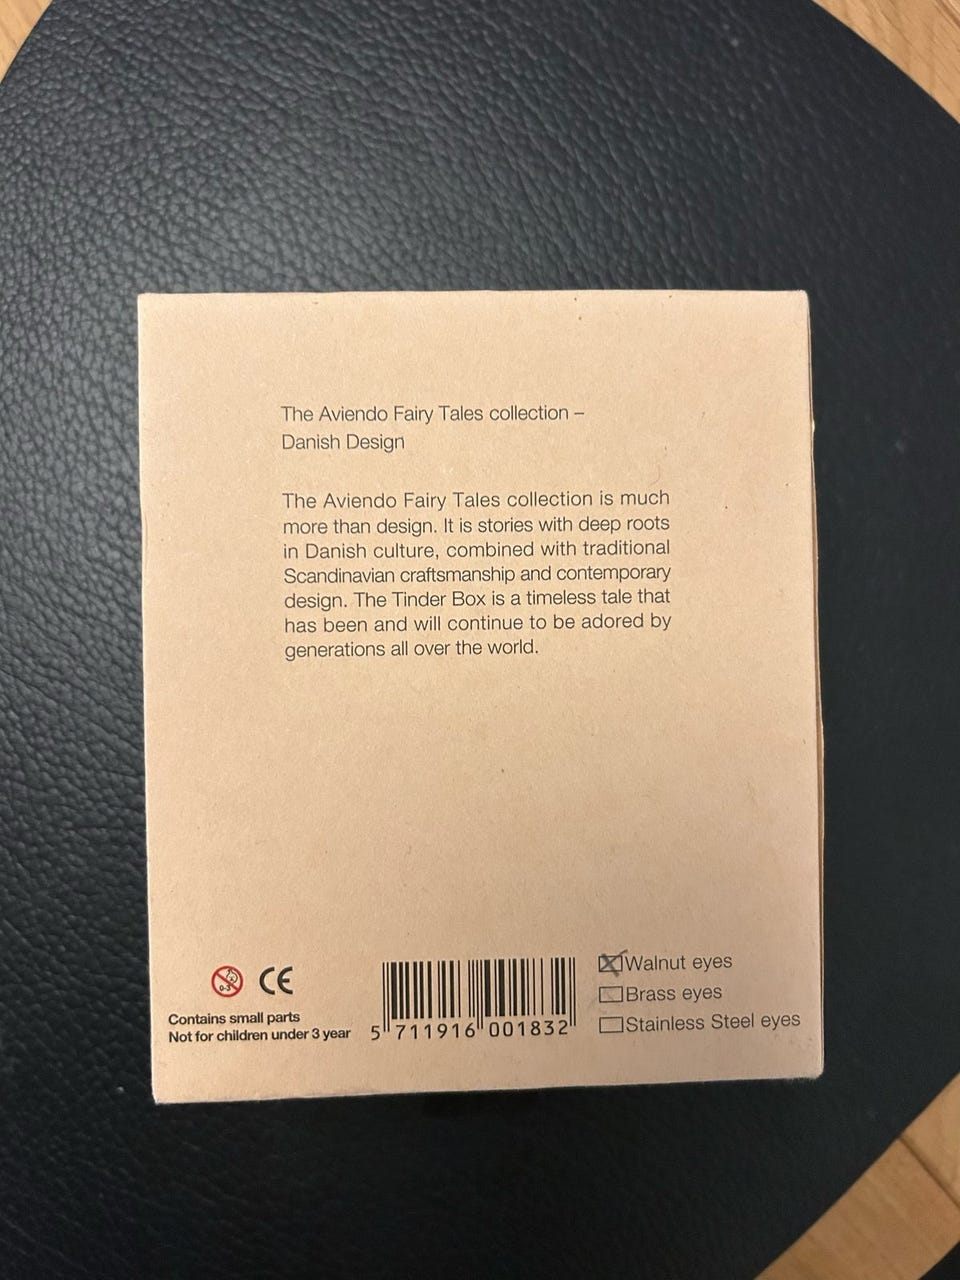 The Aviendo Fairy Tales collection –
Danish Design
The Aviendo Fairy Tales collection is much
more than design. It is stories with deep roots
in Danish culture, combined with traditional
Scandinavian craftsmanship and contemporary
design. The Tinder Box is a timeless tale that
has been and will continue to be adored by
generations all over the world.
0-3
CE
Contains small parts
Not for children under 3 year
5 711916 001832
Walnut eyes
Brass eyes
Stainless Steel eyes